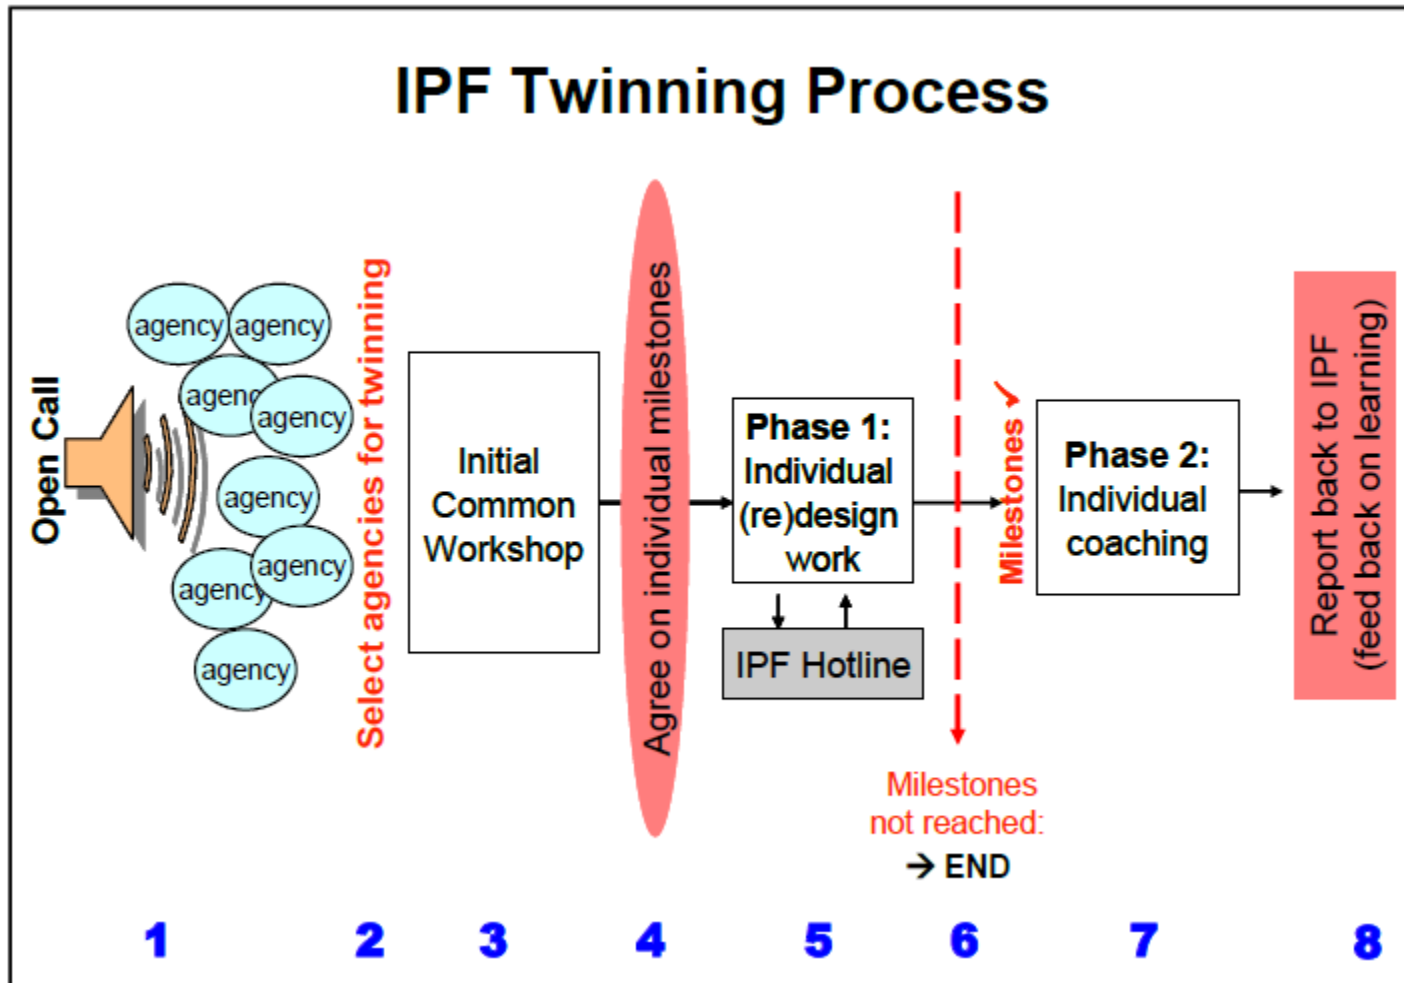 IPF Twinning Process
Open Call
agency
agency
agency
agency
agency
agency
agency
agency
Select agencies for twinning
Initial
Common
Workshop
Agree on individual milestones
Phase 1:
Individual
(re)design
work
IPF Hotline
Milestones
not reached:
→ END
Milestones ✓
Phase 2:
Individual
coaching
Report back to IPF
(feed back on learning)
1
2
3
4
5
6
7
8